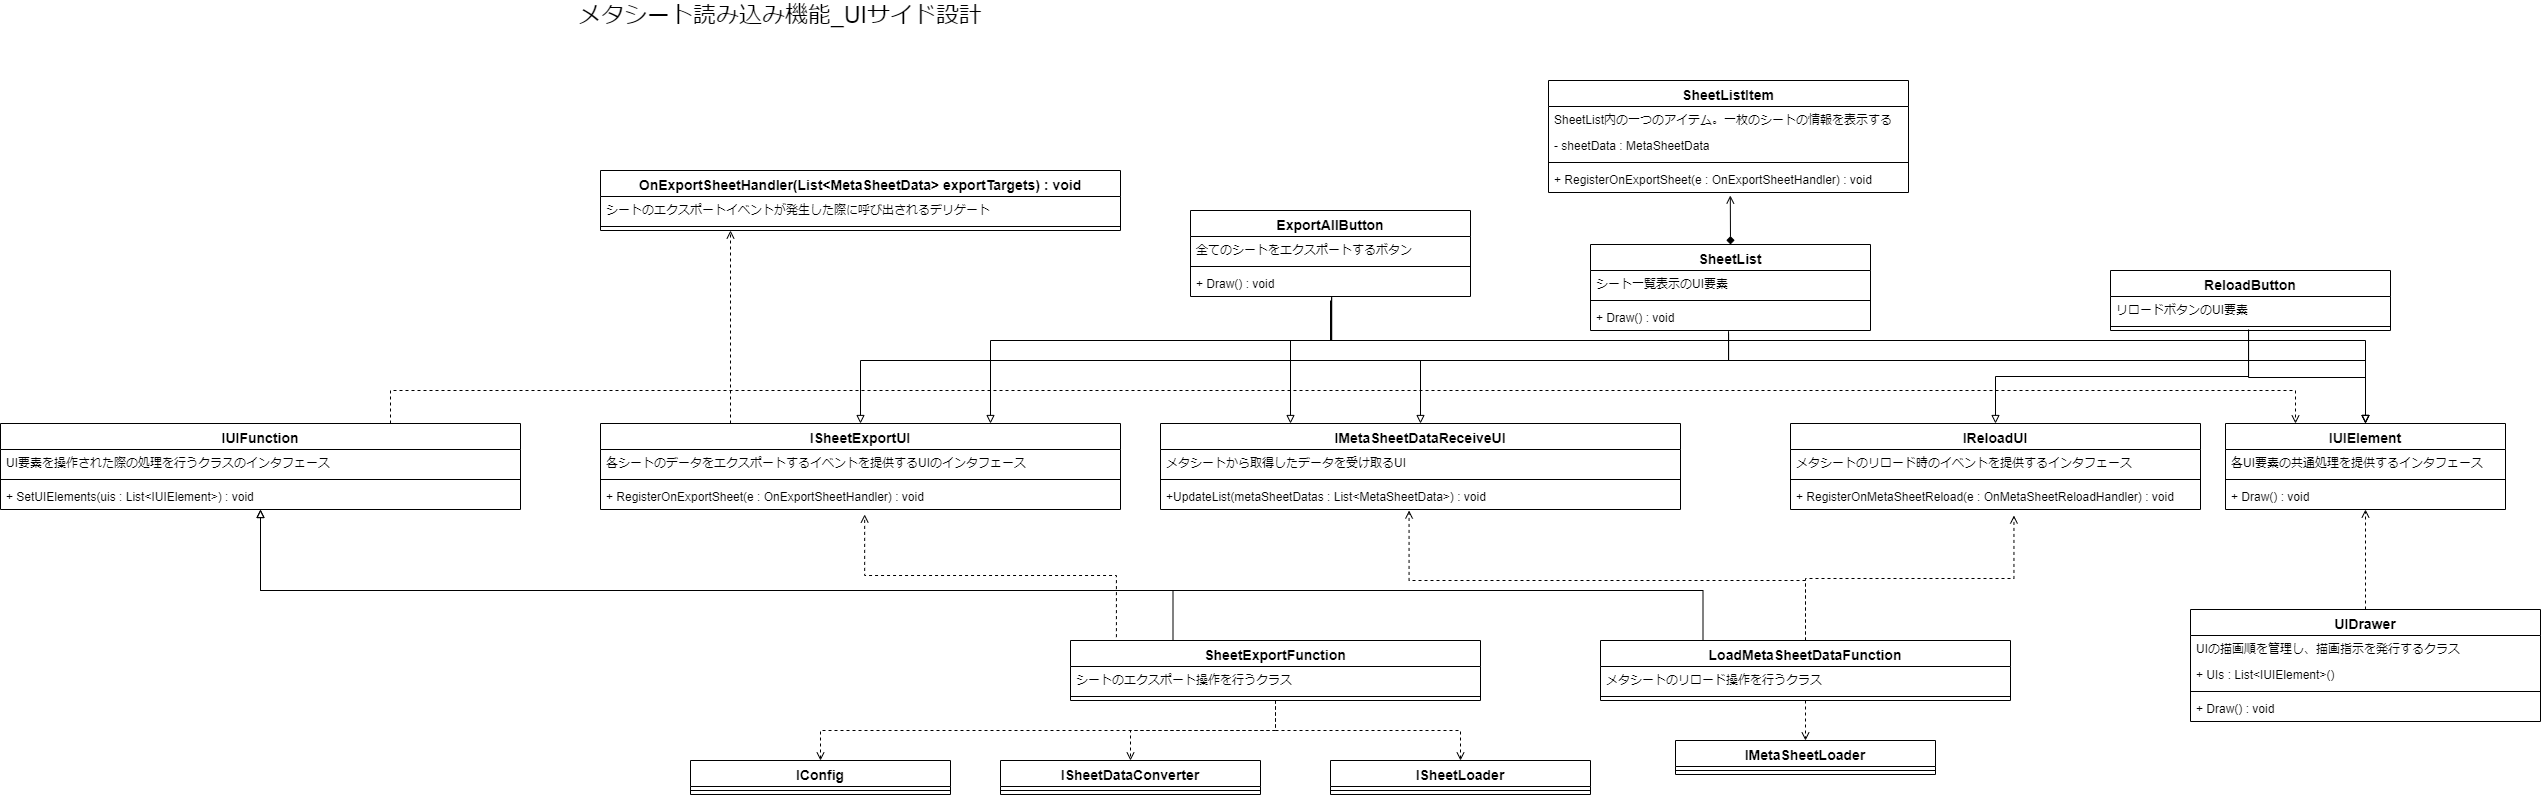 メタシート読み込み機能_UIサイド設計
SheetListItem
SheetList内の一つのアイテム。一枚のシートの情報を表示する
- sheetData : MetaSheetData
+ RegisterOnExportSheet(e : OnExportSheetHandler) : void
OnExportSheetHandler(List<MetaSheetData> exportTargets) : void
シートのエクスポートイベントが発生した際に呼び出されるデリゲート
ExportAllButton
全てのシートをエクスポートするボタン
+ Draw() : void
SheetList
シート一覧表示のUI要素
+ Draw() : void
ReloadButton
リロードボタンのUI要素
IUIFunction
UI要素を操作された際の処理を行うクラスのインタフェース
+ SetUIElements(uis : List<IUIElement>) : void
ISheetExportUI
各シートのデータをエクスポートするイベントを提供するUIのインタフェース
+ RegisterOnExportSheet(e : OnExportSheetHandler) : void
IMetaSheetDataReceiveUI
メタシートから取得したデータを受け取るUI
+UpdateList(metaSheetDatas : List<MetaSheetData>) : void
IReloadUI
メタシートのリロード時のイベントを提供するインタフェース
+ RegisterOnMetaSheetReload(e : OnMetaSheetReloadHandler) : void
IUIElement
各UI要素の共通処理を提供するインタフェース
+ Draw() : void
SheetExportFunction
シートのエクスポート操作を行うクラス
LoadMetaSheetDataFunction
メタシートのリロード操作を行うクラス
UIDrawer
UIの描画順を管理し、描画指示を発行するクラス
+ UIs : List<IUIElement>()
+ Draw() : void
IConfig
ISheetDataConverter
ISheetLoader
IMetaSheetLoader